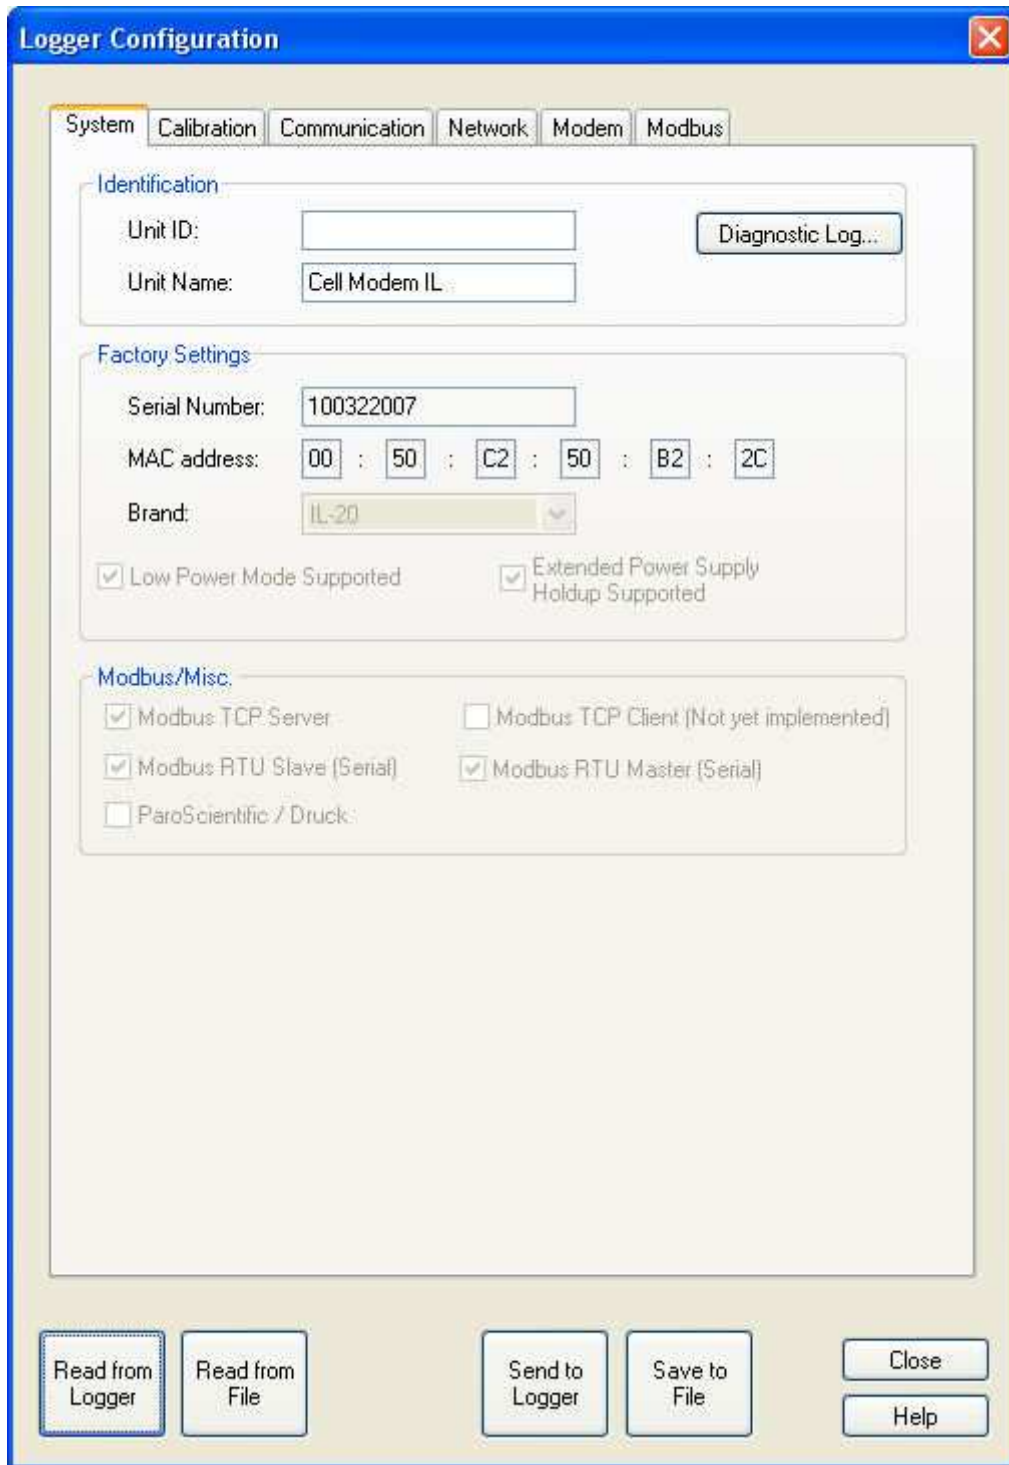 Logger Configuration
System Calibration Communication Network Modem Modbus
Identification
Unit ID:
Diagnostic Log...
Unit Name: Cell Modem IL
Factory Settings
Serial Number: 100322007
MAC address: 00 : 50 : C2 : 50 : B2 : 2C
Brand: IL-20
Low Power Mode Supported
Extended Power Supply
Holdup Supported
Modbus/Misc.
Modbus TCP Server
Modbus TCP Client (Not yet implemented)
Modbus RTU Slave (Serial)
Modbus RTU Master (Serial)
ParoScientific / Druck
Read from
Logger
Read from
File
Send to
Logger
Save to
File
Close
Help